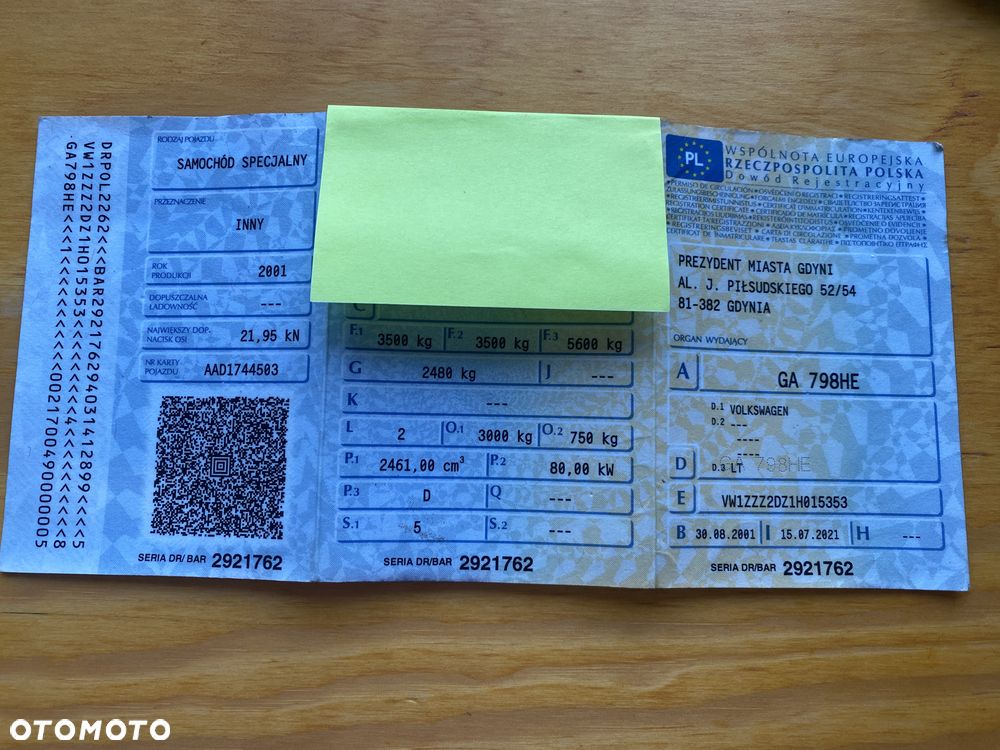 DRPOL2262<<<BAR29217629403141289<<<<5
VW1ZZZ2DZ1H015353<<<<<<<4<<<<<<<<<<8
GA798HE<<<1<<<<<<<<<<002170049000000005
RODZAJ POJAZDU
SAMOCHÓD SPECJALNY
PRZEZNACZENIE
INNY
ROK PRODUKCJI 2001
DOPUSZCZALNA ŁADOWNOŚĆ ---
NAJWIĘKSZY DOP. NACISK OSI 21,95 kN
NR KARTY POJAZDU AAD1744503
SERIA DR/BAR 2921762
C
F.1 3500 kg F.2 3500 kg F.3 5600 kg
G 2480 kg J ---
K ---
L 2 O.1 3000 kg O.2 750 kg
P.1 2461,00 cm³ P.2 80,00 kW
P.3 D Q ---
S.1 5 S.2 ---
SERIA DR/BAR 2921762
PL
WSPÓLNOTA EUROPEJSKA
RZECZPOSPOLITA POLSKA
Dowód Rejestracyjny
PREZYDENT MIASTA GDYNI
AL. J. PIŁSUDSKIEGO 52/54
81-382 GDYNIA
ORGAN WYDAJĄCY
A GA 798HE
D.1 VOLKSWAGEN
D.2 ---
----
----
D D.3 LT
GA 798HE
E VW1ZZZ2DZ1H015353
B 30.08.2001 I 15.07.2021 H ---
SERIA DR/BAR 2921762
OTOMOTO